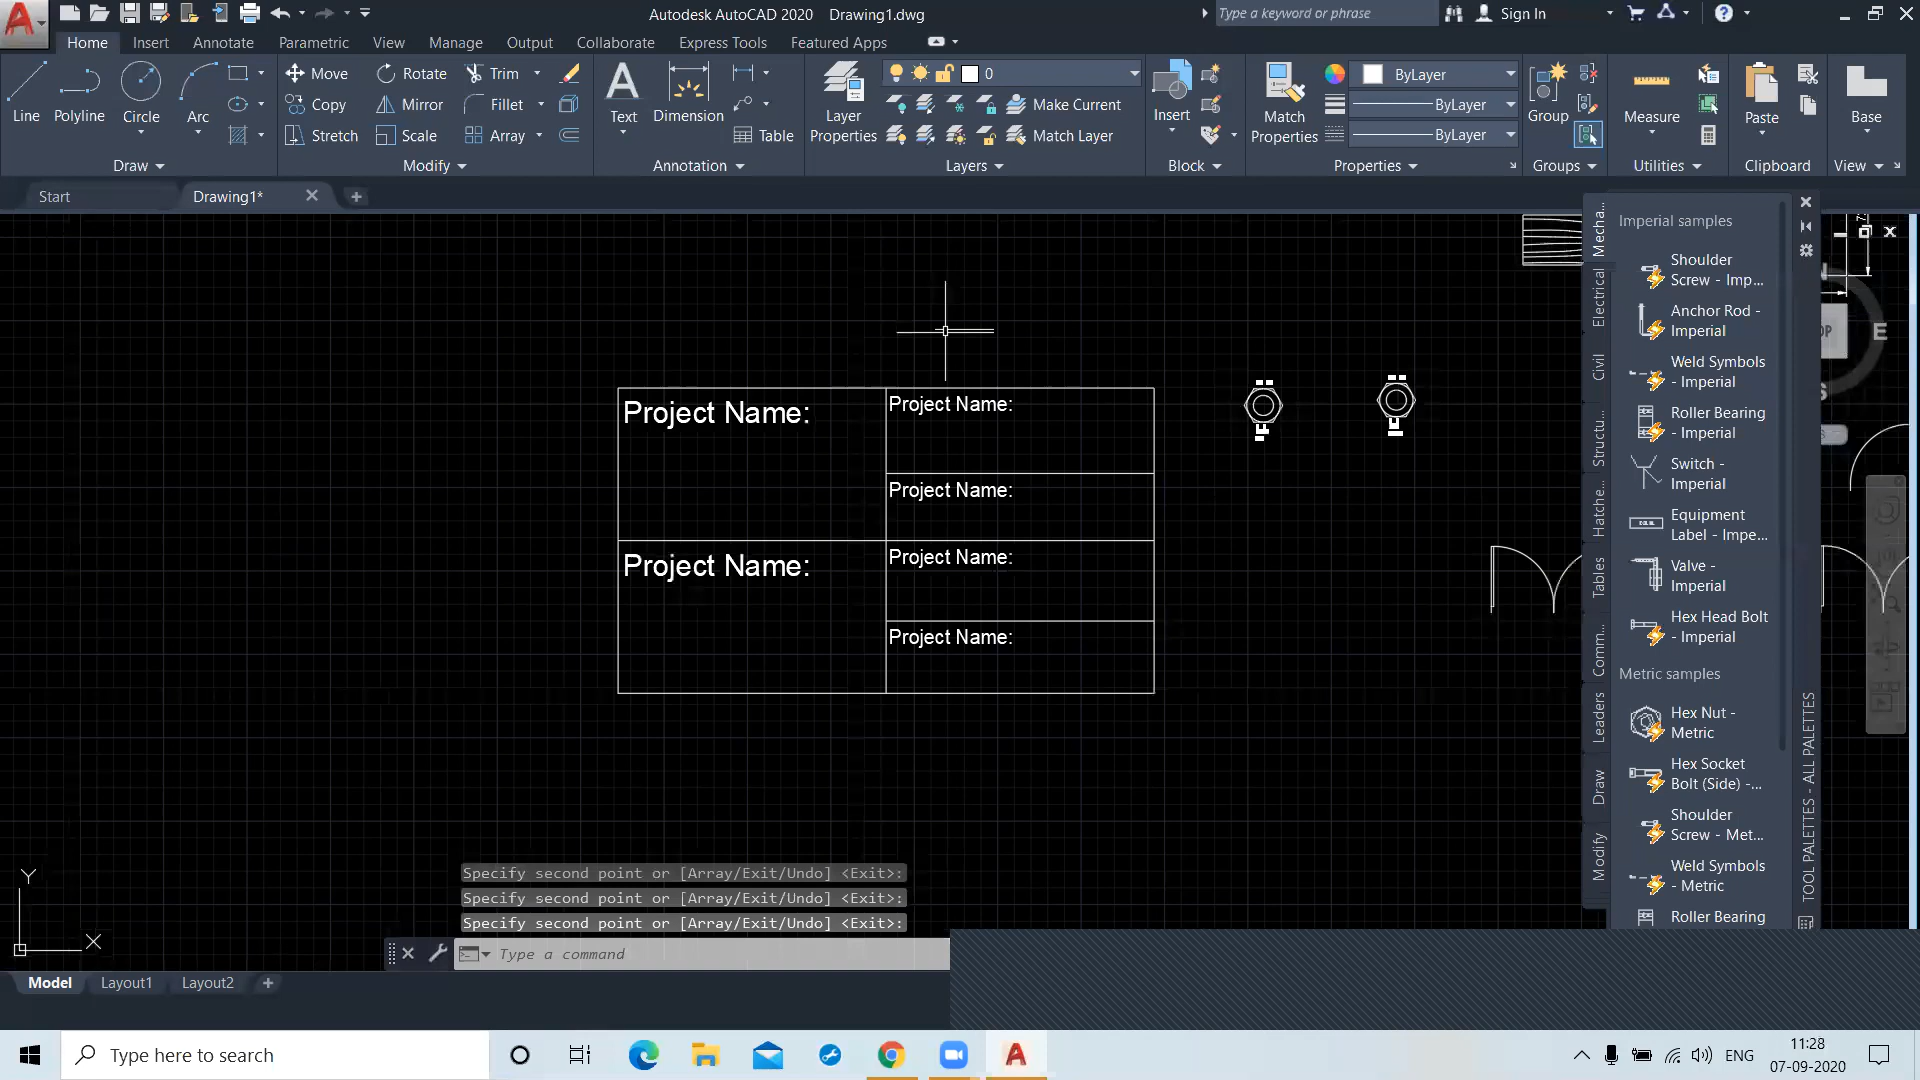 Autodesk AutoCAD 2020 Drawing1.dwg
Type a keyword or phrase
Sign In
Home Insert Annotate Parametric View Manage Output Collaborate Express Tools Featured Apps
Line
Polyline
Circle
Arc
Move
Rotate
Trim
Copy
Mirror
Fillet
Stretch
Scale
Array
Text
Dimension
Table
Layer
Properties
0
Make Current
Match Layer
Insert
Match
Properties
ByLayer
ByLayer
ByLayer
Group
Measure
Paste
Base
Draw
Modify
Annotation
Layers
Block
Properties
Groups
Utilities
Clipboard
View
Start
Drawing1*
Project Name:
Project Name:
Project Name:
Project Name:
Project Name:
Project Name:
E
S
Mecha...
Electrical
Civil
Structu...
Hatche...
Tables
Comm...
Leaders
Draw
Modify
Imperial samples
Shoulder
Screw - Imp...
Anchor Rod -
Imperial
Weld Symbols
- Imperial
Roller Bearing
- Imperial
Switch -
Imperial
Equipment
Label - Impe...
Valve -
Imperial
Hex Head Bolt
- Imperial
Metric samples
Hex Nut -
Metric
Hex Socket
Bolt (Side) -...
Shoulder
Screw - Met...
Weld Symbols
- Metric
Roller Bearing
TOOL PALETTES - ALL PALETTES
Y
X
Specify second point or [Array/Exit/Undo] <Exit>:
Specify second point or [Array/Exit/Undo] <Exit>:
Specify second point or [Array/Exit/Undo] <Exit>:
Type a command
Model Layout1 Layout2
Type here to search
ENG
11:28
07-09-2020